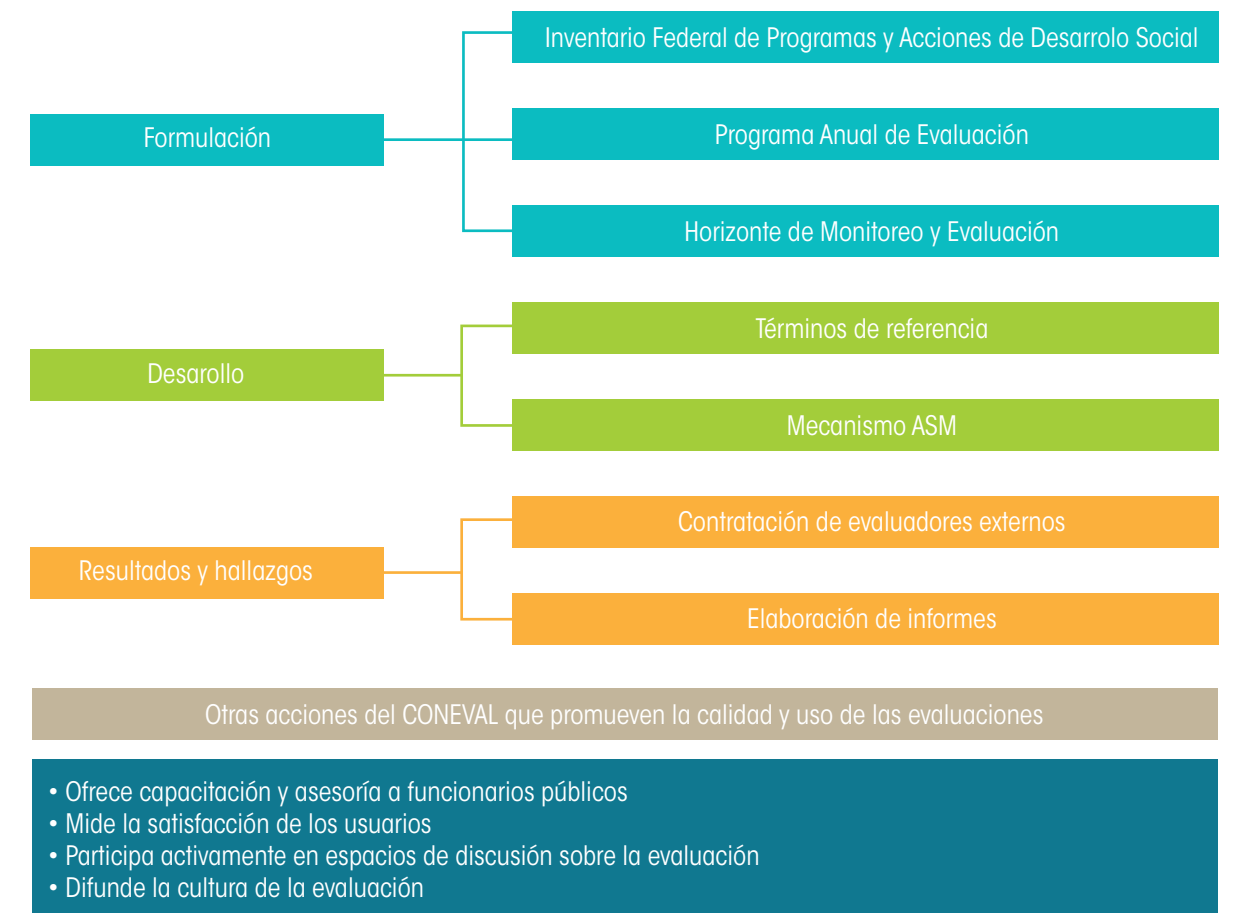 Formulación
Inventario Federal de Programas y Acciones de Desarrolo Social
Programa Anual de Evaluación
Horizonte de Monitoreo y Evaluación
Desarollo
Términos de referencia
Mecanismo ASM
Resultados y hallazgos
Contratación de evaluadores externos
Elaboración de informes
Otras acciones del CONEVAL que promueven la calidad y uso de las evaluaciones
• Ofrece capacitación y asesoría a funcionarios públicos
• Mide la satisfacción de los usuarios
• Participa activamente en espacios de discusión sobre la evaluación
• Difunde la cultura de la evaluación